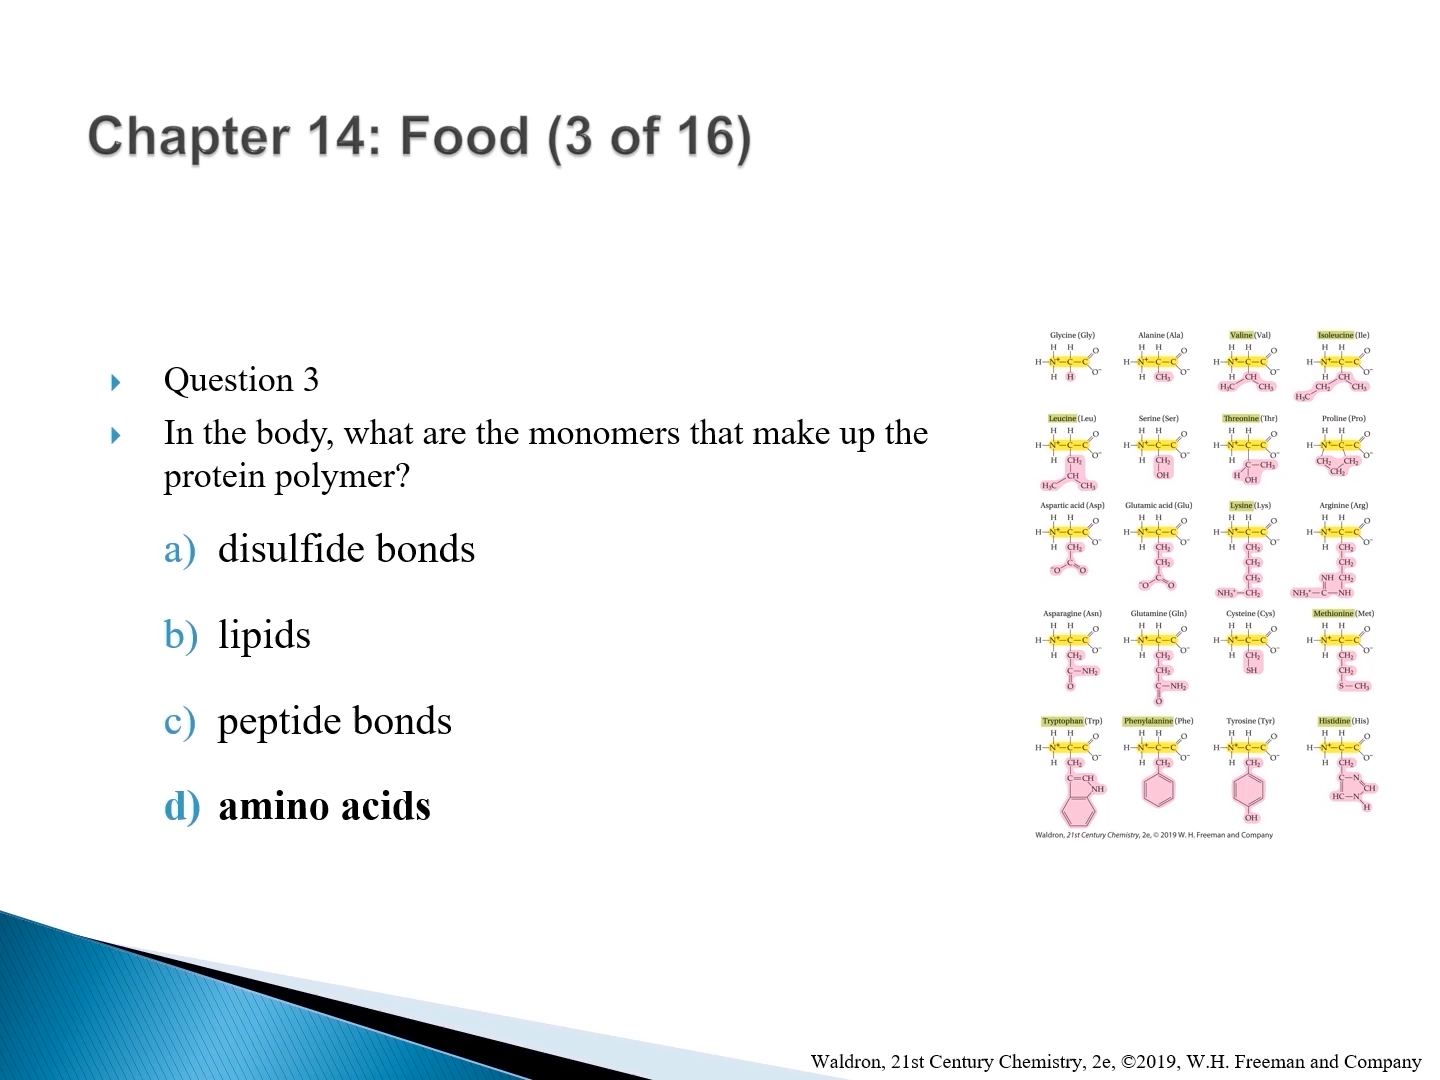 Chapter 14: Food (3 of 16)
Question 3
In the body, what are the monomers that make up the
protein polymer?
a) disulfide bonds
b) lipids
c) peptide bonds
d) amino acids
Glycine (Gly) Alanine (Ala) Valine (Val) Isoleucine (Ile)
Leucine (Leu) Serine (Ser) Threonine (Thr) Proline (Pro)
Aspartic acid (Asp) Glutamic acid (Glu) Lysine (Lys) Arginine (Arg)
Asparagine (Asn) Glutamine (Gln) Cysteine (Cys) Methionine (Met)
Tryptophan (Trp) Phenylalanine (Phe) Tyrosine (Tyr) Histidine (His)
Waldron, 21st Century Chemistry, 2e, © 2019 W. H. Freeman and Company
Waldron, 21st Century Chemistry, 2e, ©2019, W.H. Freeman and Company